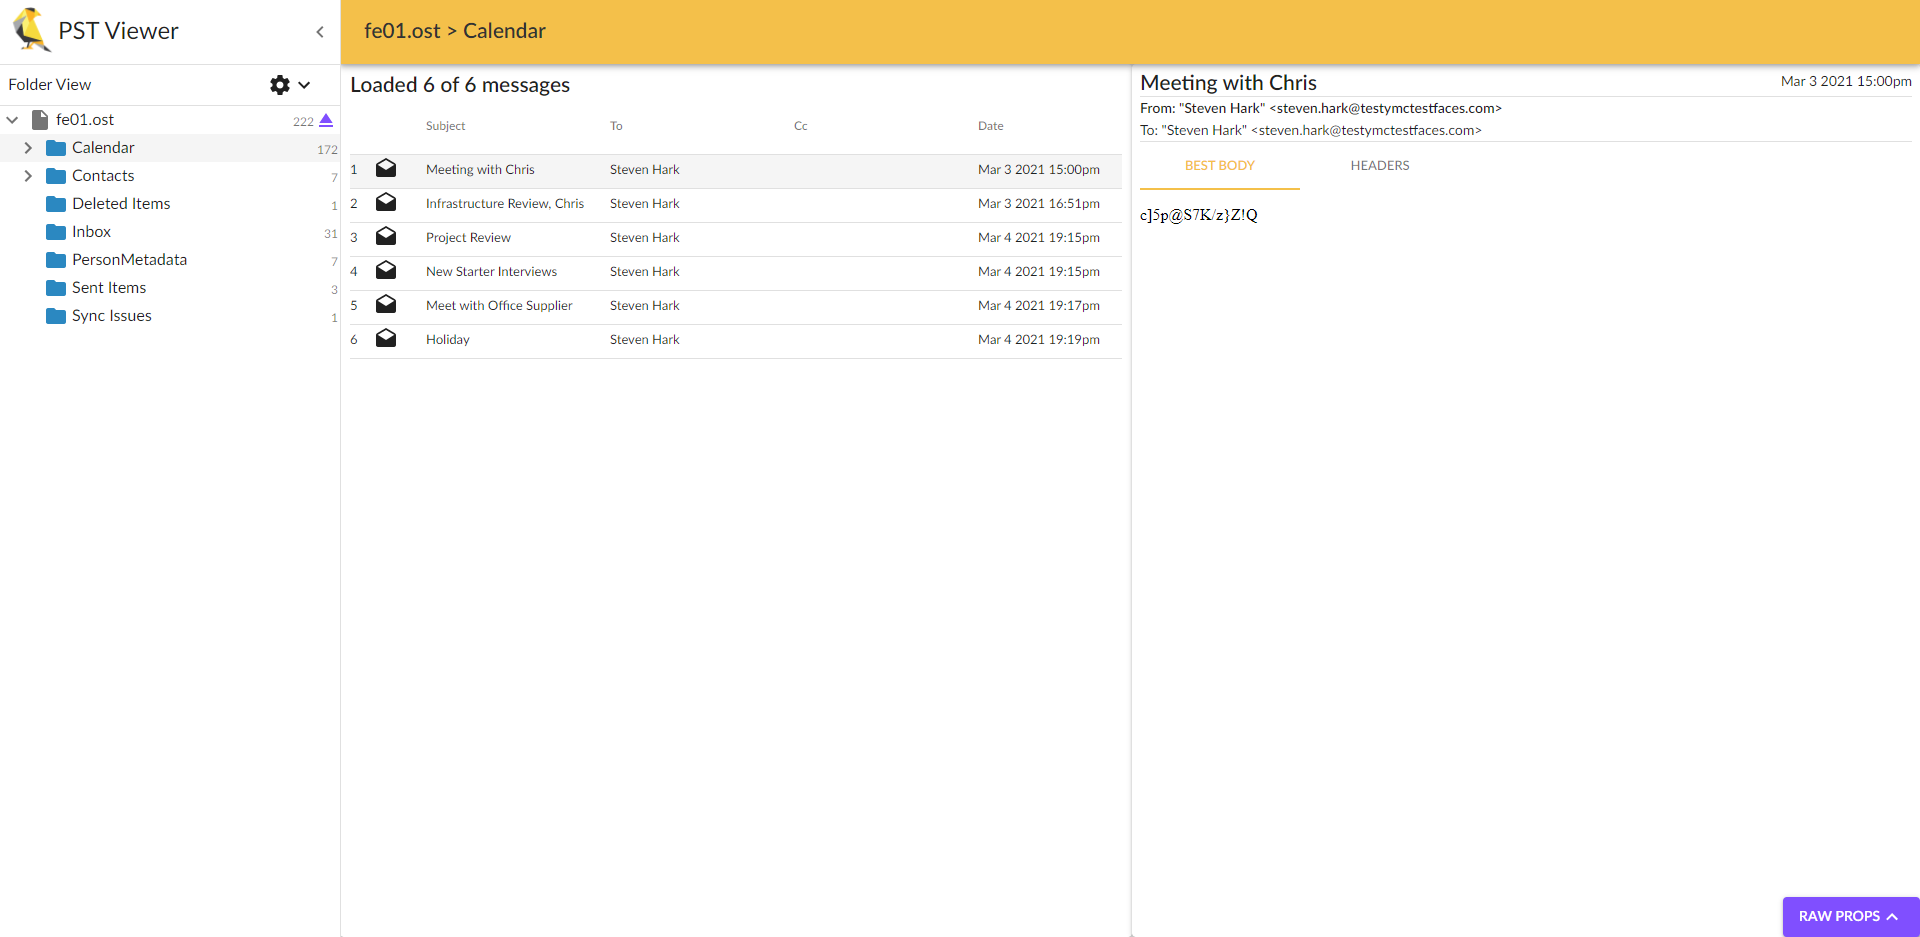 PST Viewer
Folder View
fe01.ost 222
Calendar 172
Contacts 7
Deleted Items 1
Inbox 31
PersonMetadata 7
Sent Items 3
Sync Issues 1
fe01.ost > Calendar
Loaded 6 of 6 messages
Subject To Cc Date
1 Meeting with Chris Steven Hark Mar 3 2021 15:00pm
2 Infrastructure Review, Chris Steven Hark Mar 3 2021 16:51pm
3 Project Review Steven Hark Mar 4 2021 19:15pm
4 New Starter Interviews Steven Hark Mar 4 2021 19:15pm
5 Meet with Office Supplier Steven Hark Mar 4 2021 19:17pm
6 Holiday Steven Hark Mar 4 2021 19:19pm
Meeting with Chris Mar 3 2021 15:00pm
From: "Steven Hark" <steven.hark@testymctestfaces.com>
To: "Steven Hark" <steven.hark@testymctestfaces.com>
BEST BODY HEADERS
c]5p@S7K/z}Z!Q
RAW PROPS